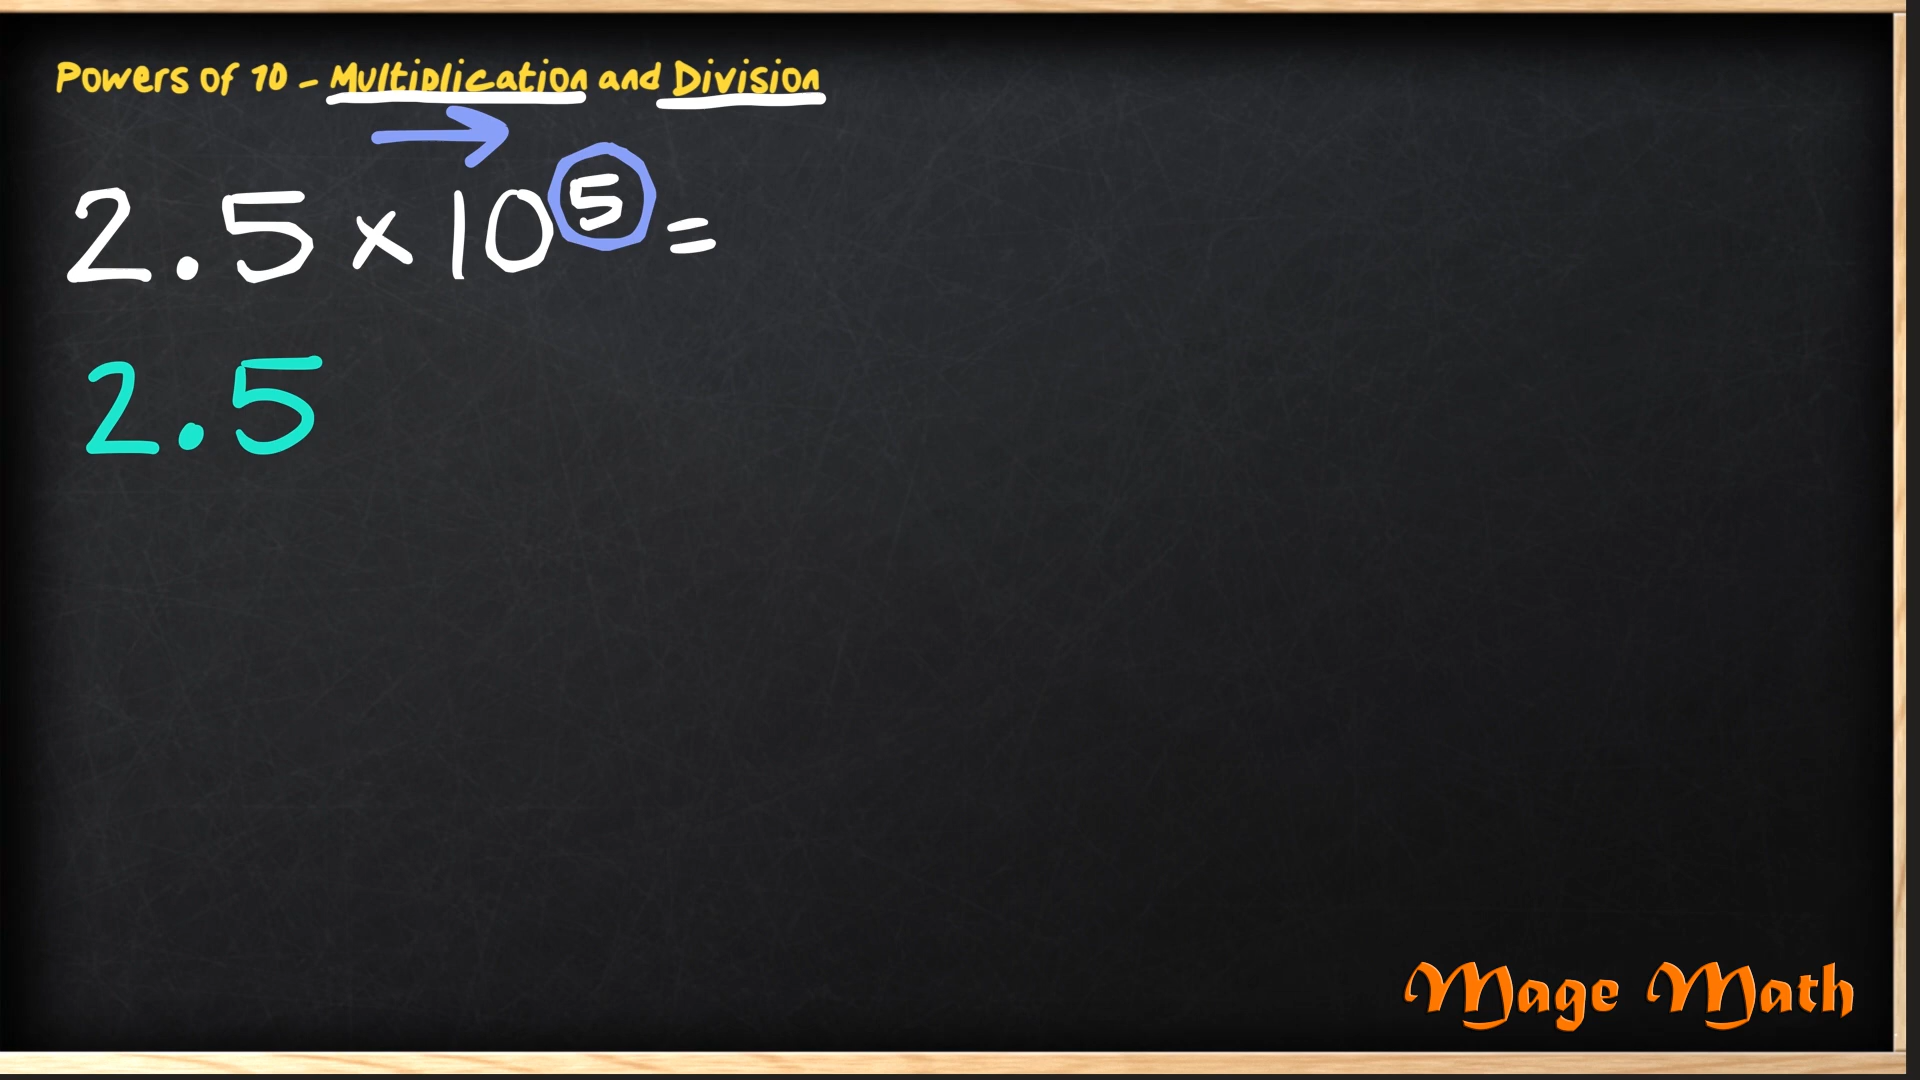 Powers of 10 - Multiplication and Division
2.5 x 10⁵ =
2.5
Mage Math